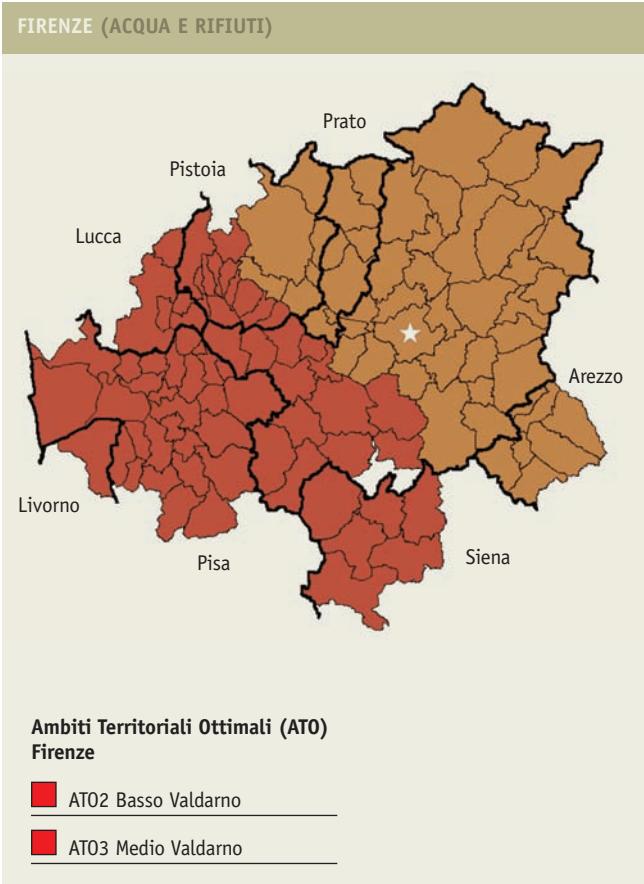 FIRENZE (ACQUA E RIFIUTI)
Prato
Pistoia
Lucca
Arezzo
Livorno
Pisa
Siena
Ambiti Territoriali Ottimali (ATO)
Firenze
ATO2 Basso Valdarno
ATO3 Medio Valdarno